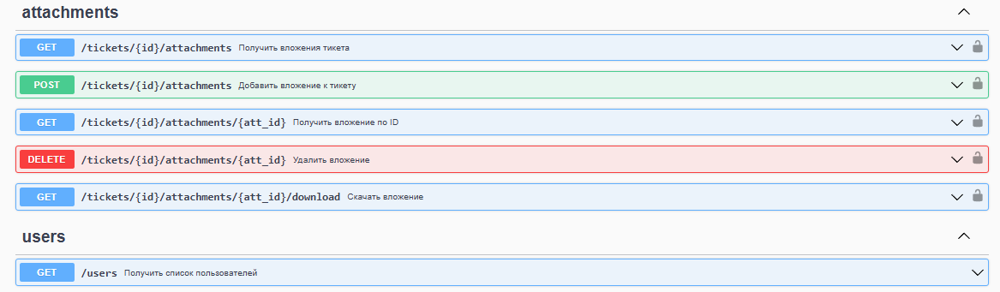 attachments
GET /tickets/{id}/attachments Получить вложения тикета
POST /tickets/{id}/attachments Добавить вложение к тикету
GET /tickets/{id}/attachments/{att_id} Получить вложение по ID
DELETE /tickets/{id}/attachments/{att_id} Удалить вложение
GET /tickets/{id}/attachments/{att_id}/download Скачать вложение
users
GET /users Получить список пользователей